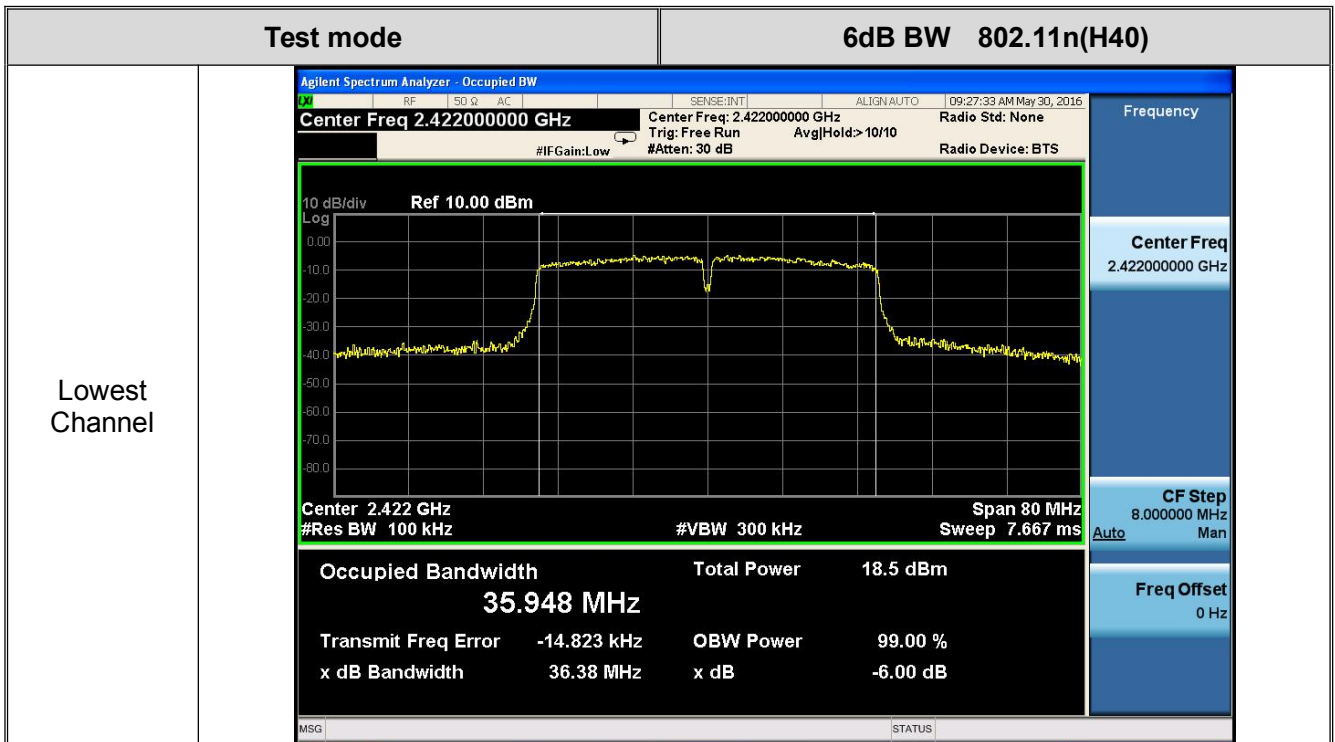 Test mode 6dB BW 802.11n(H40)
Lowest
Channel
Agilent Spectrum Analyzer - Occupied BW
LXI RF 50 Ω AC SENSE:INT ALIGN AUTO 09:27:33 AM May 30, 2016
Center Freq 2.422000000 GHz
Center Freq: 2.422000000 GHz Radio Std: None
Trig: Free Run Avg|Hold:>10/10
#IFGain:Low #Atten: 30 dB Radio Device: BTS
10 dB/div Ref 10.00 dBm
Log
0.00
-10.0
-20.0
-30.0
-40.0
-50.0
-60.0
-70.0
-80.0
Center 2.422 GHz Span 80 MHz
#Res BW 100 kHz #VBW 300 kHz Sweep 7.667 ms
Occupied Bandwidth Total Power 18.5 dBm
35.948 MHz
Transmit Freq Error -14.823 kHz OBW Power 99.00 %
x dB Bandwidth 36.38 MHz x dB -6.00 dB
MSG STATUS
Frequency
Center Freq
2.422000000 GHz
CF Step
8.000000 MHz
Auto Man
Freq Offset
0 Hz